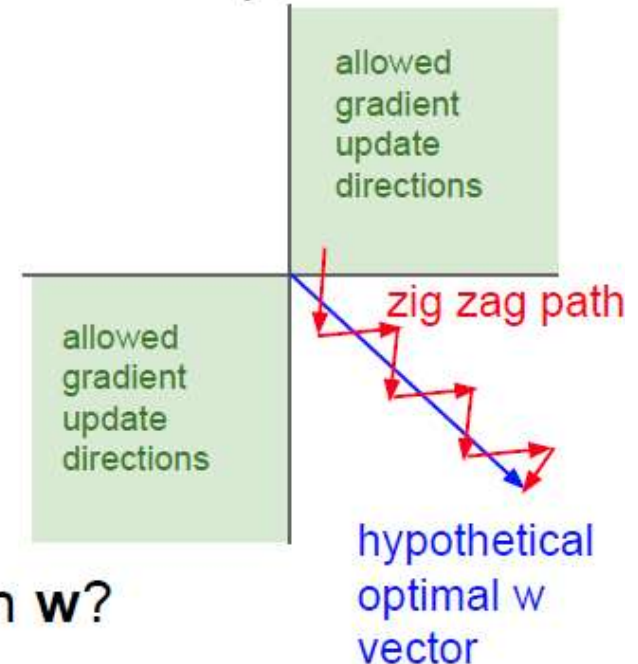 allowed
gradient
update
directions
zig zag path
allowed
gradient
update
directions
hypothetical
optimal w
vector
w?